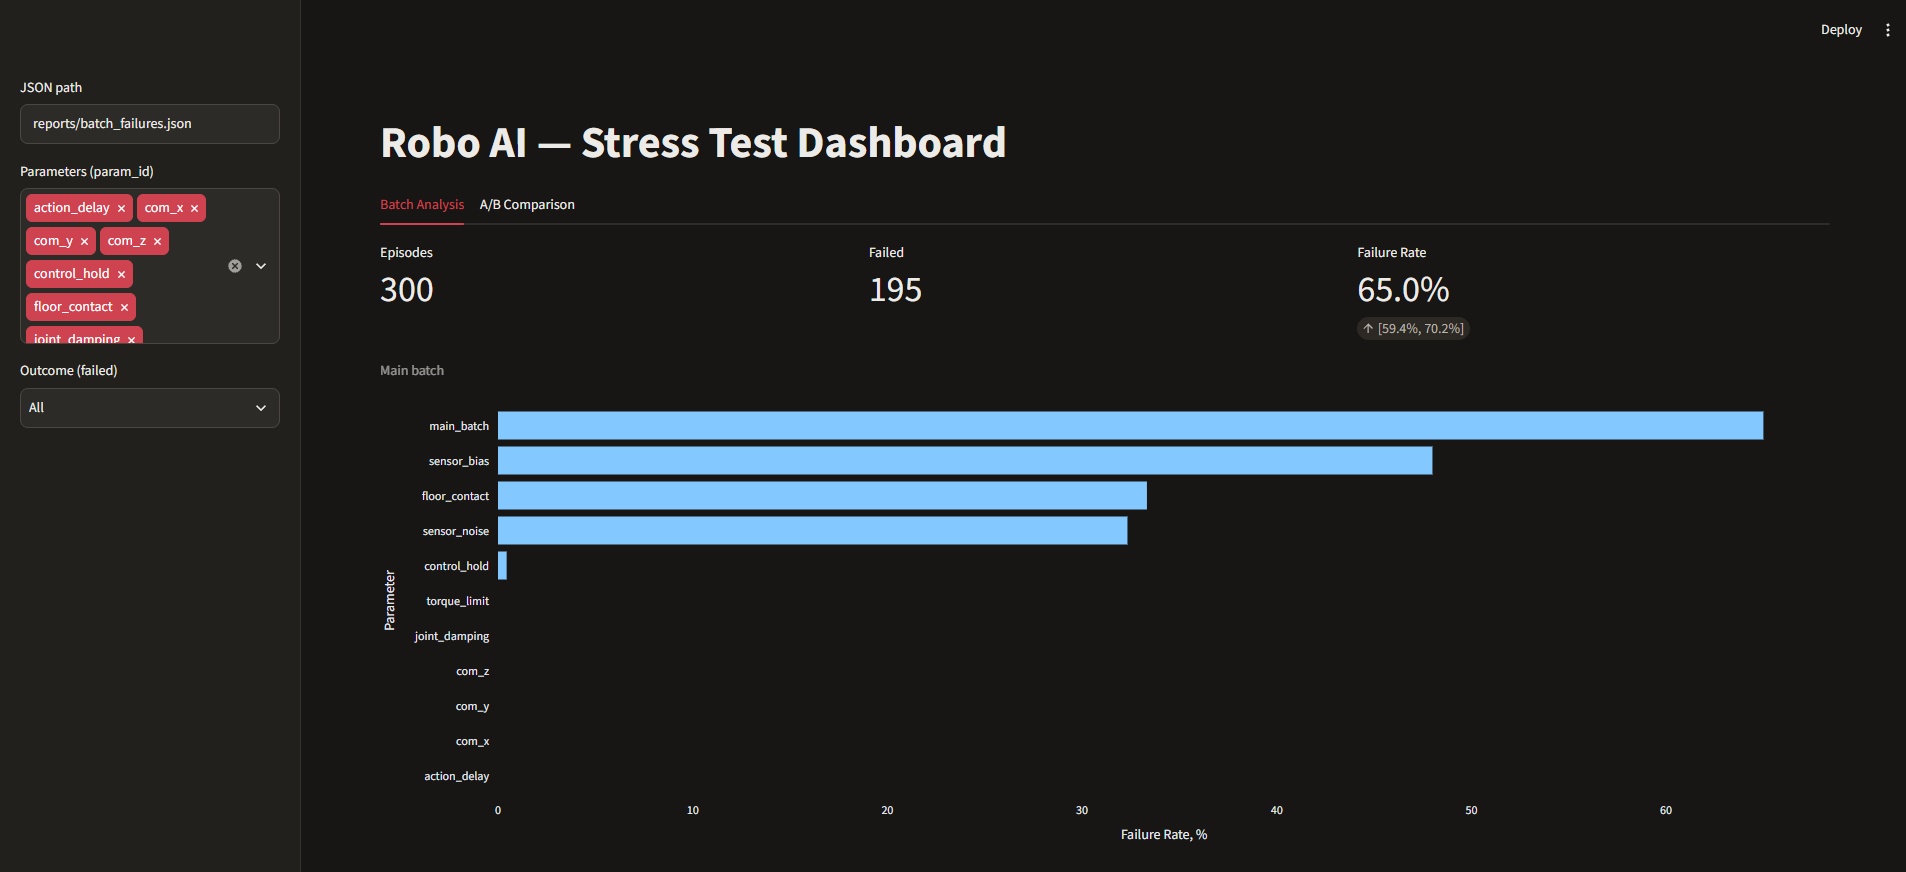 Deploy
JSON path
reports/batch_failures.json
Parameters (param_id)
action_delay × com_x ×
com_y × com_z ×
control_hold ×
floor_contact ×
joint_damping ×
Outcome (failed)
All
Robo AI — Stress Test Dashboard
Batch Analysis A/B Comparison
Episodes Failed Failure Rate
300 195 65.0%
↑ [59.4%, 70.2%]
Main batch
Parameter
main_batch
sensor_bias
floor_contact
sensor_noise
control_hold
torque_limit
joint_damping
com_z
com_y
com_x
action_delay
0 10 20 30 40 50 60
Failure Rate, %